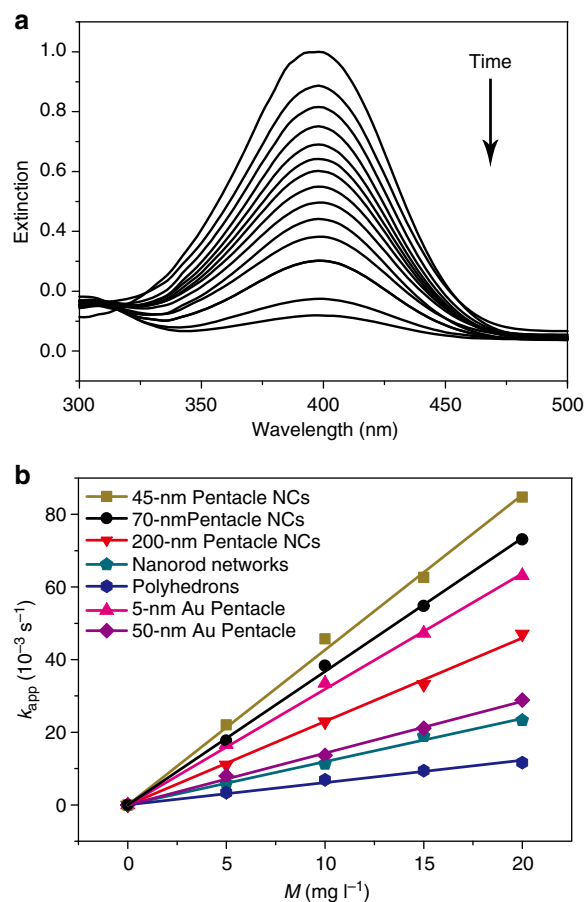 a
1.0
0.8
0.6
0.4
0.0
0.0
Extinction
Time
300
350
400
450
500
Wavelength (nm)
b
45-nm Pentacle NCs
70-nmPentacle NCs
200-nm Pentacle NCs
Nanorod networks
Polyhedrons
5-nm Au Pentacle
50-nm Au Pentacle
80
60
40
20
0
k_app (10⁻³ s⁻¹)
0
5
10
15
20
M (mg l⁻¹)